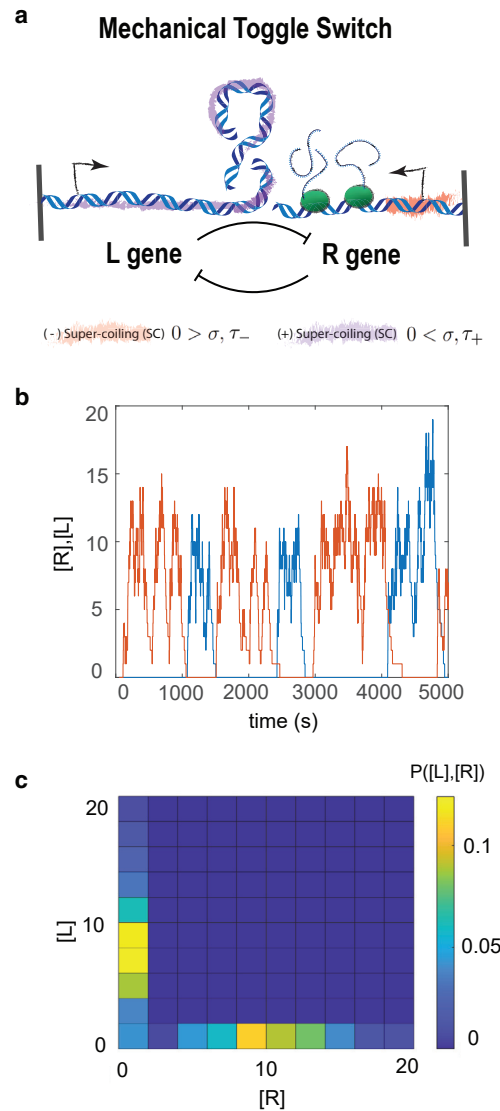 a
Mechanical Toggle Switch
L gene
R gene
(-) Super-coiling (SC) 0 > σ, τ₋
(+) Super-coiling (SC) 0 < σ, τ₊
b
20
15
10
5
0
[R],[L]
0 1000 2000 3000 4000 5000
time (s)
c
P([L],[R])
20
10
0
[L]
0 10 20
[R]
0.1
0.05
0